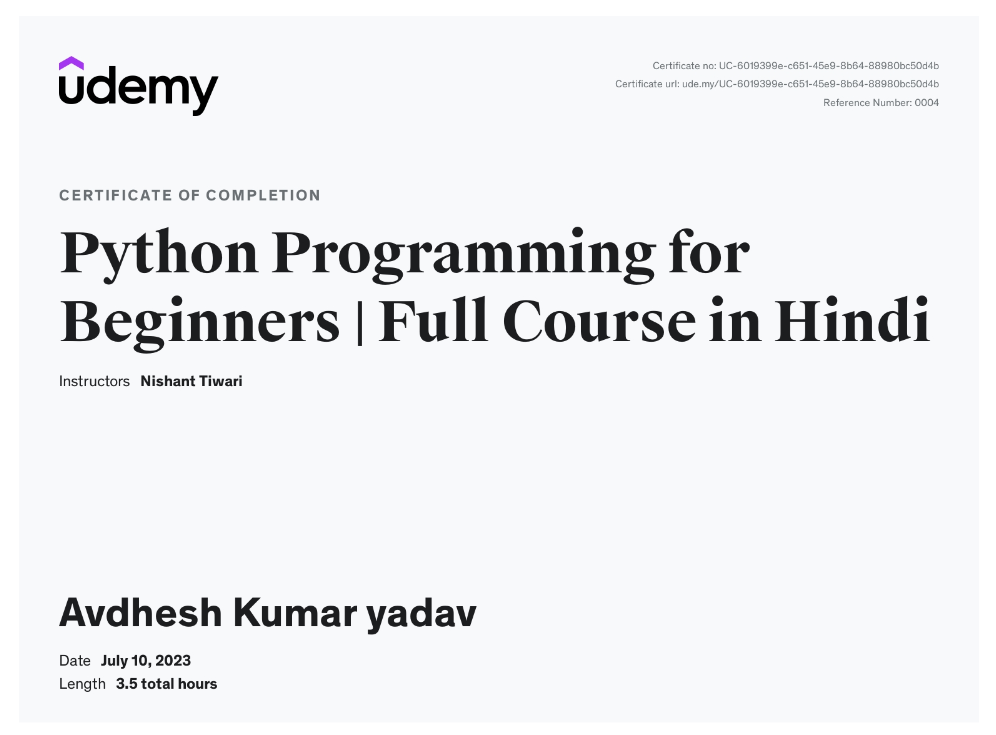 udemy
Certificate no: UC-6019399e-c651-45e9-8b64-88980bc50d4b
Certificate url: ude.my/UC-6019399e-c651-45e9-8b64-88980bc50d4b
Reference Number: 0004
CERTIFICATE OF COMPLETION
Python Programming for
Beginners | Full Course in Hindi
Instructors Nishant Tiwari
Avdhesh Kumar yadav
Date July 10, 2023
Length 3.5 total hours